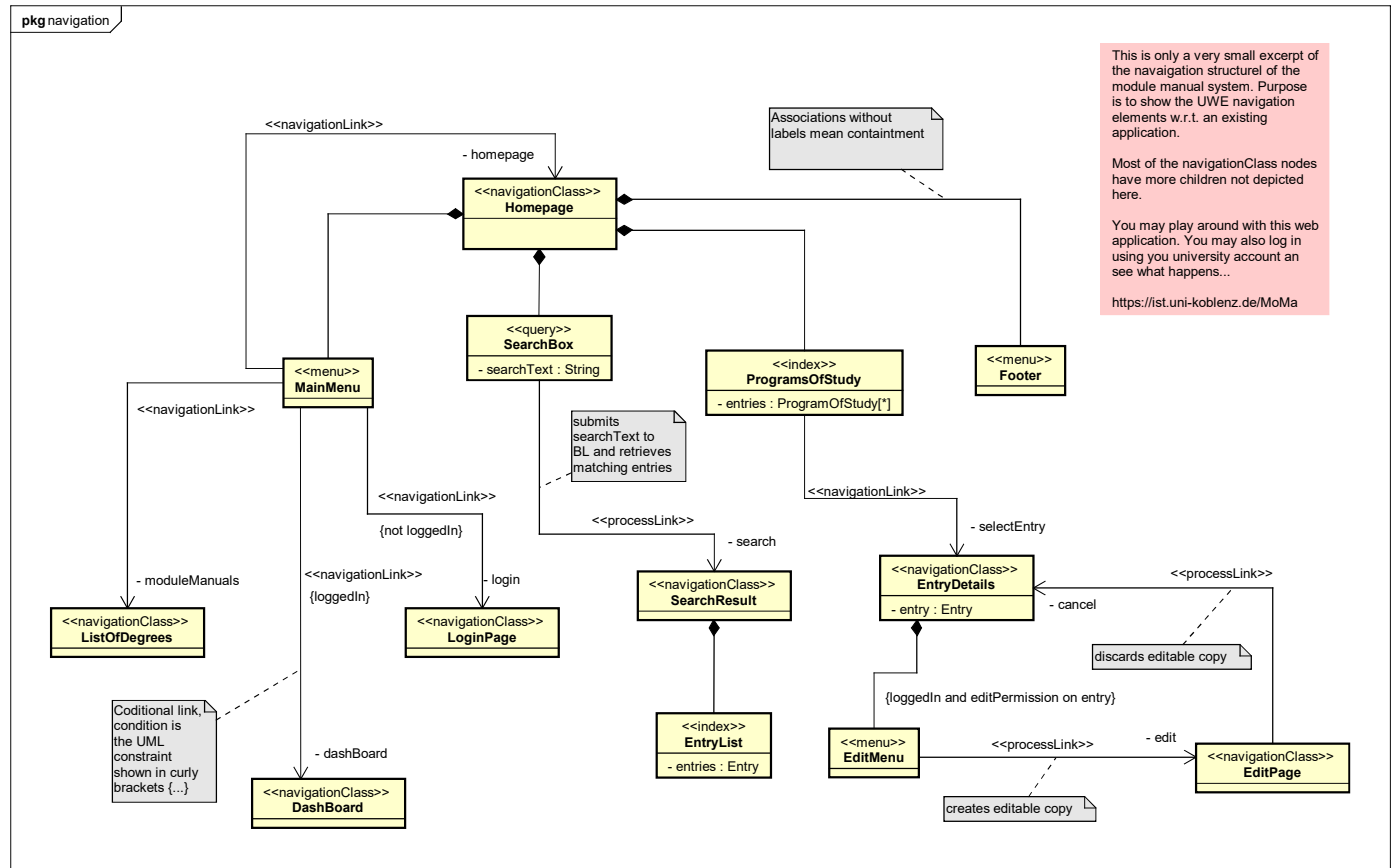 pkg navigation
This is only a very small excerpt of
the navaigation structurel of the
module manual system. Purpose
is to show the UWE navigation
elements w.r.t. an existing
application.
Most of the navigationClass nodes
have more children not depicted
here.
You may play around with this web
application. You may also log in
using you university account an
see what happens...
https://ist.uni-koblenz.de/MoMa
Associations without
labels mean containtment
<<navigationLink>>
- homepage
<<navigationClass>>
Homepage
<<query>>
SearchBox
- searchText : String
<<index>>
ProgramsOfStudy
- entries : ProgramOfStudy[*]
<<menu>>
Footer
<<menu>>
MainMenu
<<navigationLink>>
submits
searchText to
BL and retrieves
matching entries
<<navigationLink>>
{not loggedIn}
<<navigationLink>>
<<processLink>>
- search
- selectEntry
- moduleManuals
<<navigationLink>>
{loggedIn}
- login
<<navigationClass>>
ListOfDegrees
<<navigationClass>>
LoginPage
<<navigationClass>>
SearchResult
<<navigationClass>>
EntryDetails
- entry : Entry
<<processLink>>
- cancel
discards editable copy
{loggedIn and editPermission on entry}
Coditional link,
condition is
the UML
constraint
shown in curly
brackets {...}
- dashBoard
<<navigationClass>>
DashBoard
<<index>>
EntryList
- entries : Entry
<<menu>>
EditMenu
<<processLink>>
- edit
<<navigationClass>>
EditPage
creates editable copy